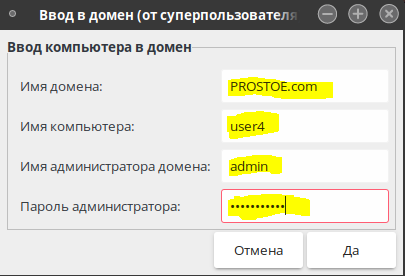 Ввод в домен (от суперпользователя
Ввод компьютера в домен
Имя домена: PROSTOE.com
Имя компьютера: user4
Имя администратора домена: admin
Пароль администратора: •••••••••••
Отмена Да